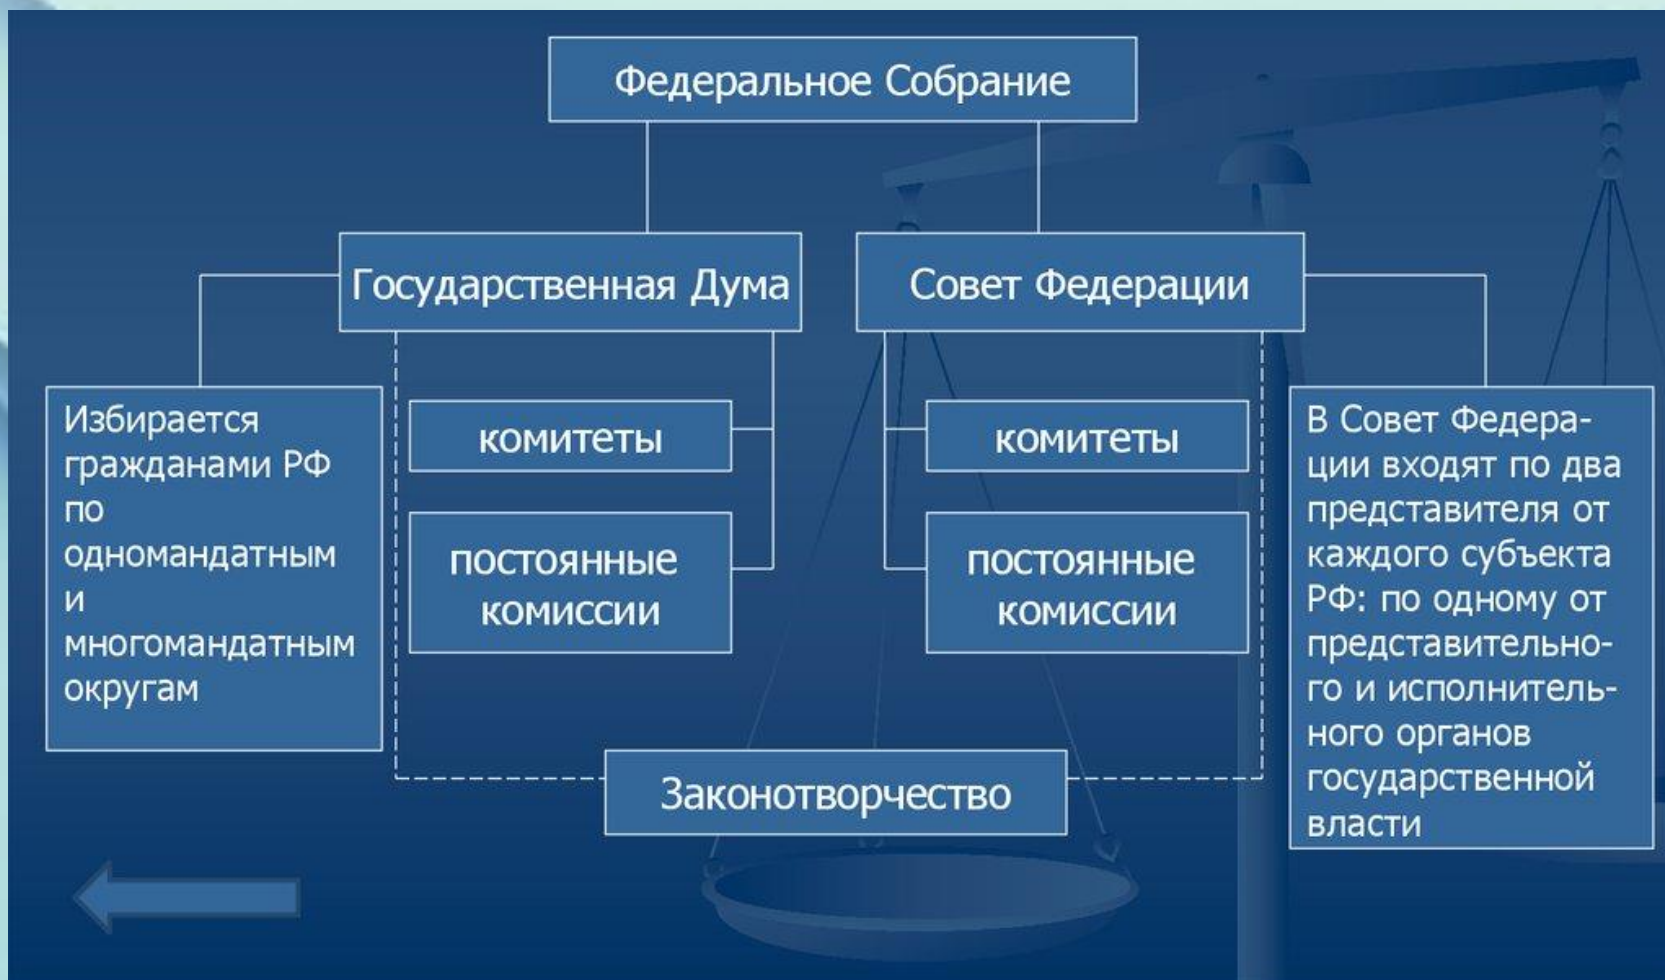 Федеральное Собрание
Государственная Дума
Совет Федерации
Избирается
гражданами РФ
по
одномандатным
и
многомандатным
округам
комитеты
постоянные
комиссии
комитеты
постоянные
комиссии
В Совет Федера-
ции входят по два
представителя от
каждого субъекта
РФ: по одному от
представительно-
го и исполнитель-
ного органов
государственной
власти
Законотворчество